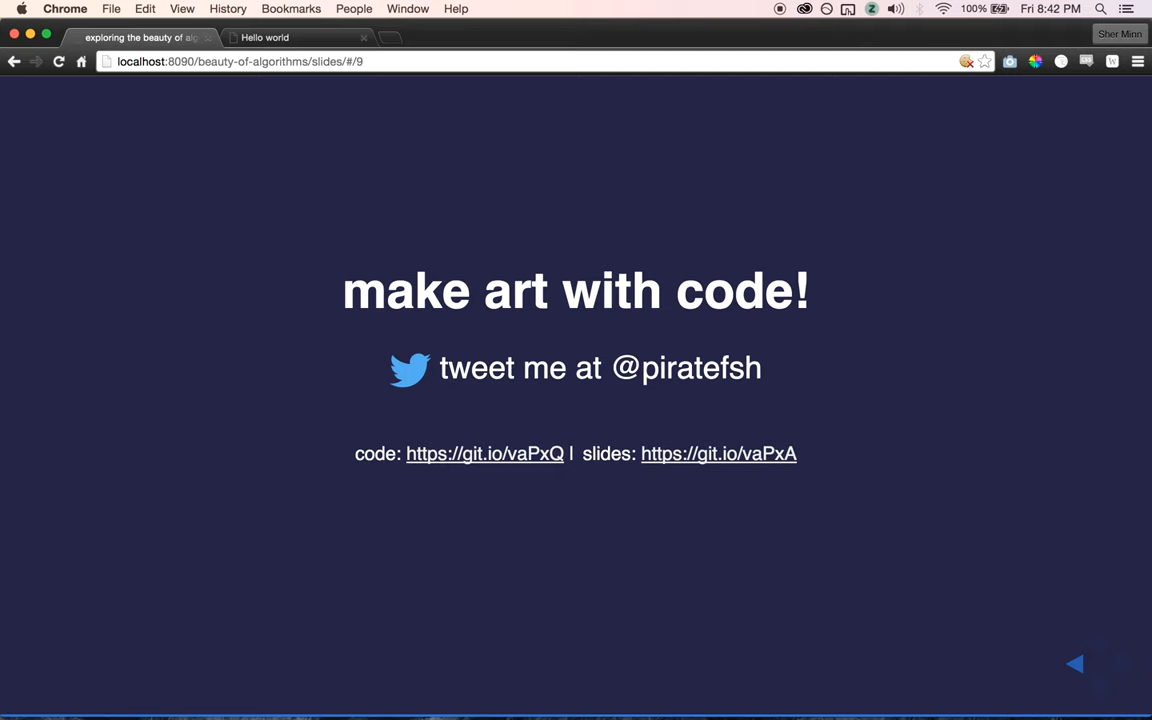 Chrome File Edit View History Bookmarks People Window Help 100% Fri 8:42 PM
exploring the beauty of alg Hello world Sher Minn
localhost:8090/beauty-of-algorithms/slides/#/9
make art with code!
tweet me at @piratefsh
code: https://git.io/vaPxQ | slides: https://git.io/vaPxA